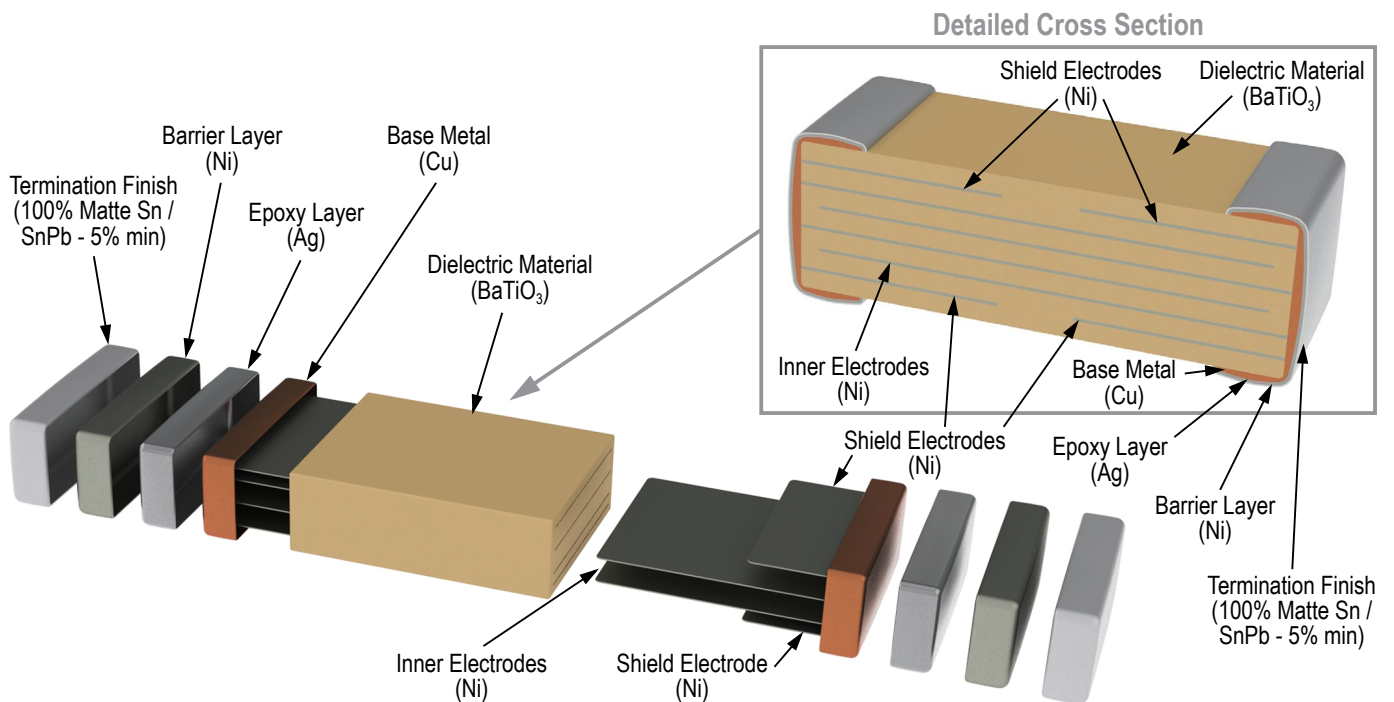 Detailed Cross Section
Shield Electrodes
(Ni)
Dielectric Material
(BaTiO₃)
Barrier Layer
(Ni)
Base Metal
(Cu)
Termination Finish
(100% Matte Sn /
SnPb - 5% min)
Epoxy Layer
(Ag)
Dielectric Material
(BaTiO₃)
Inner Electrodes
(Ni)
Base Metal
(Cu)
Shield Electrodes
(Ni)
Epoxy Layer
(Ag)
Barrier Layer
(Ni)
Termination Finish
(100% Matte Sn /
SnPb - 5% min)
Inner Electrodes
(Ni)
Shield Electrode
(Ni)